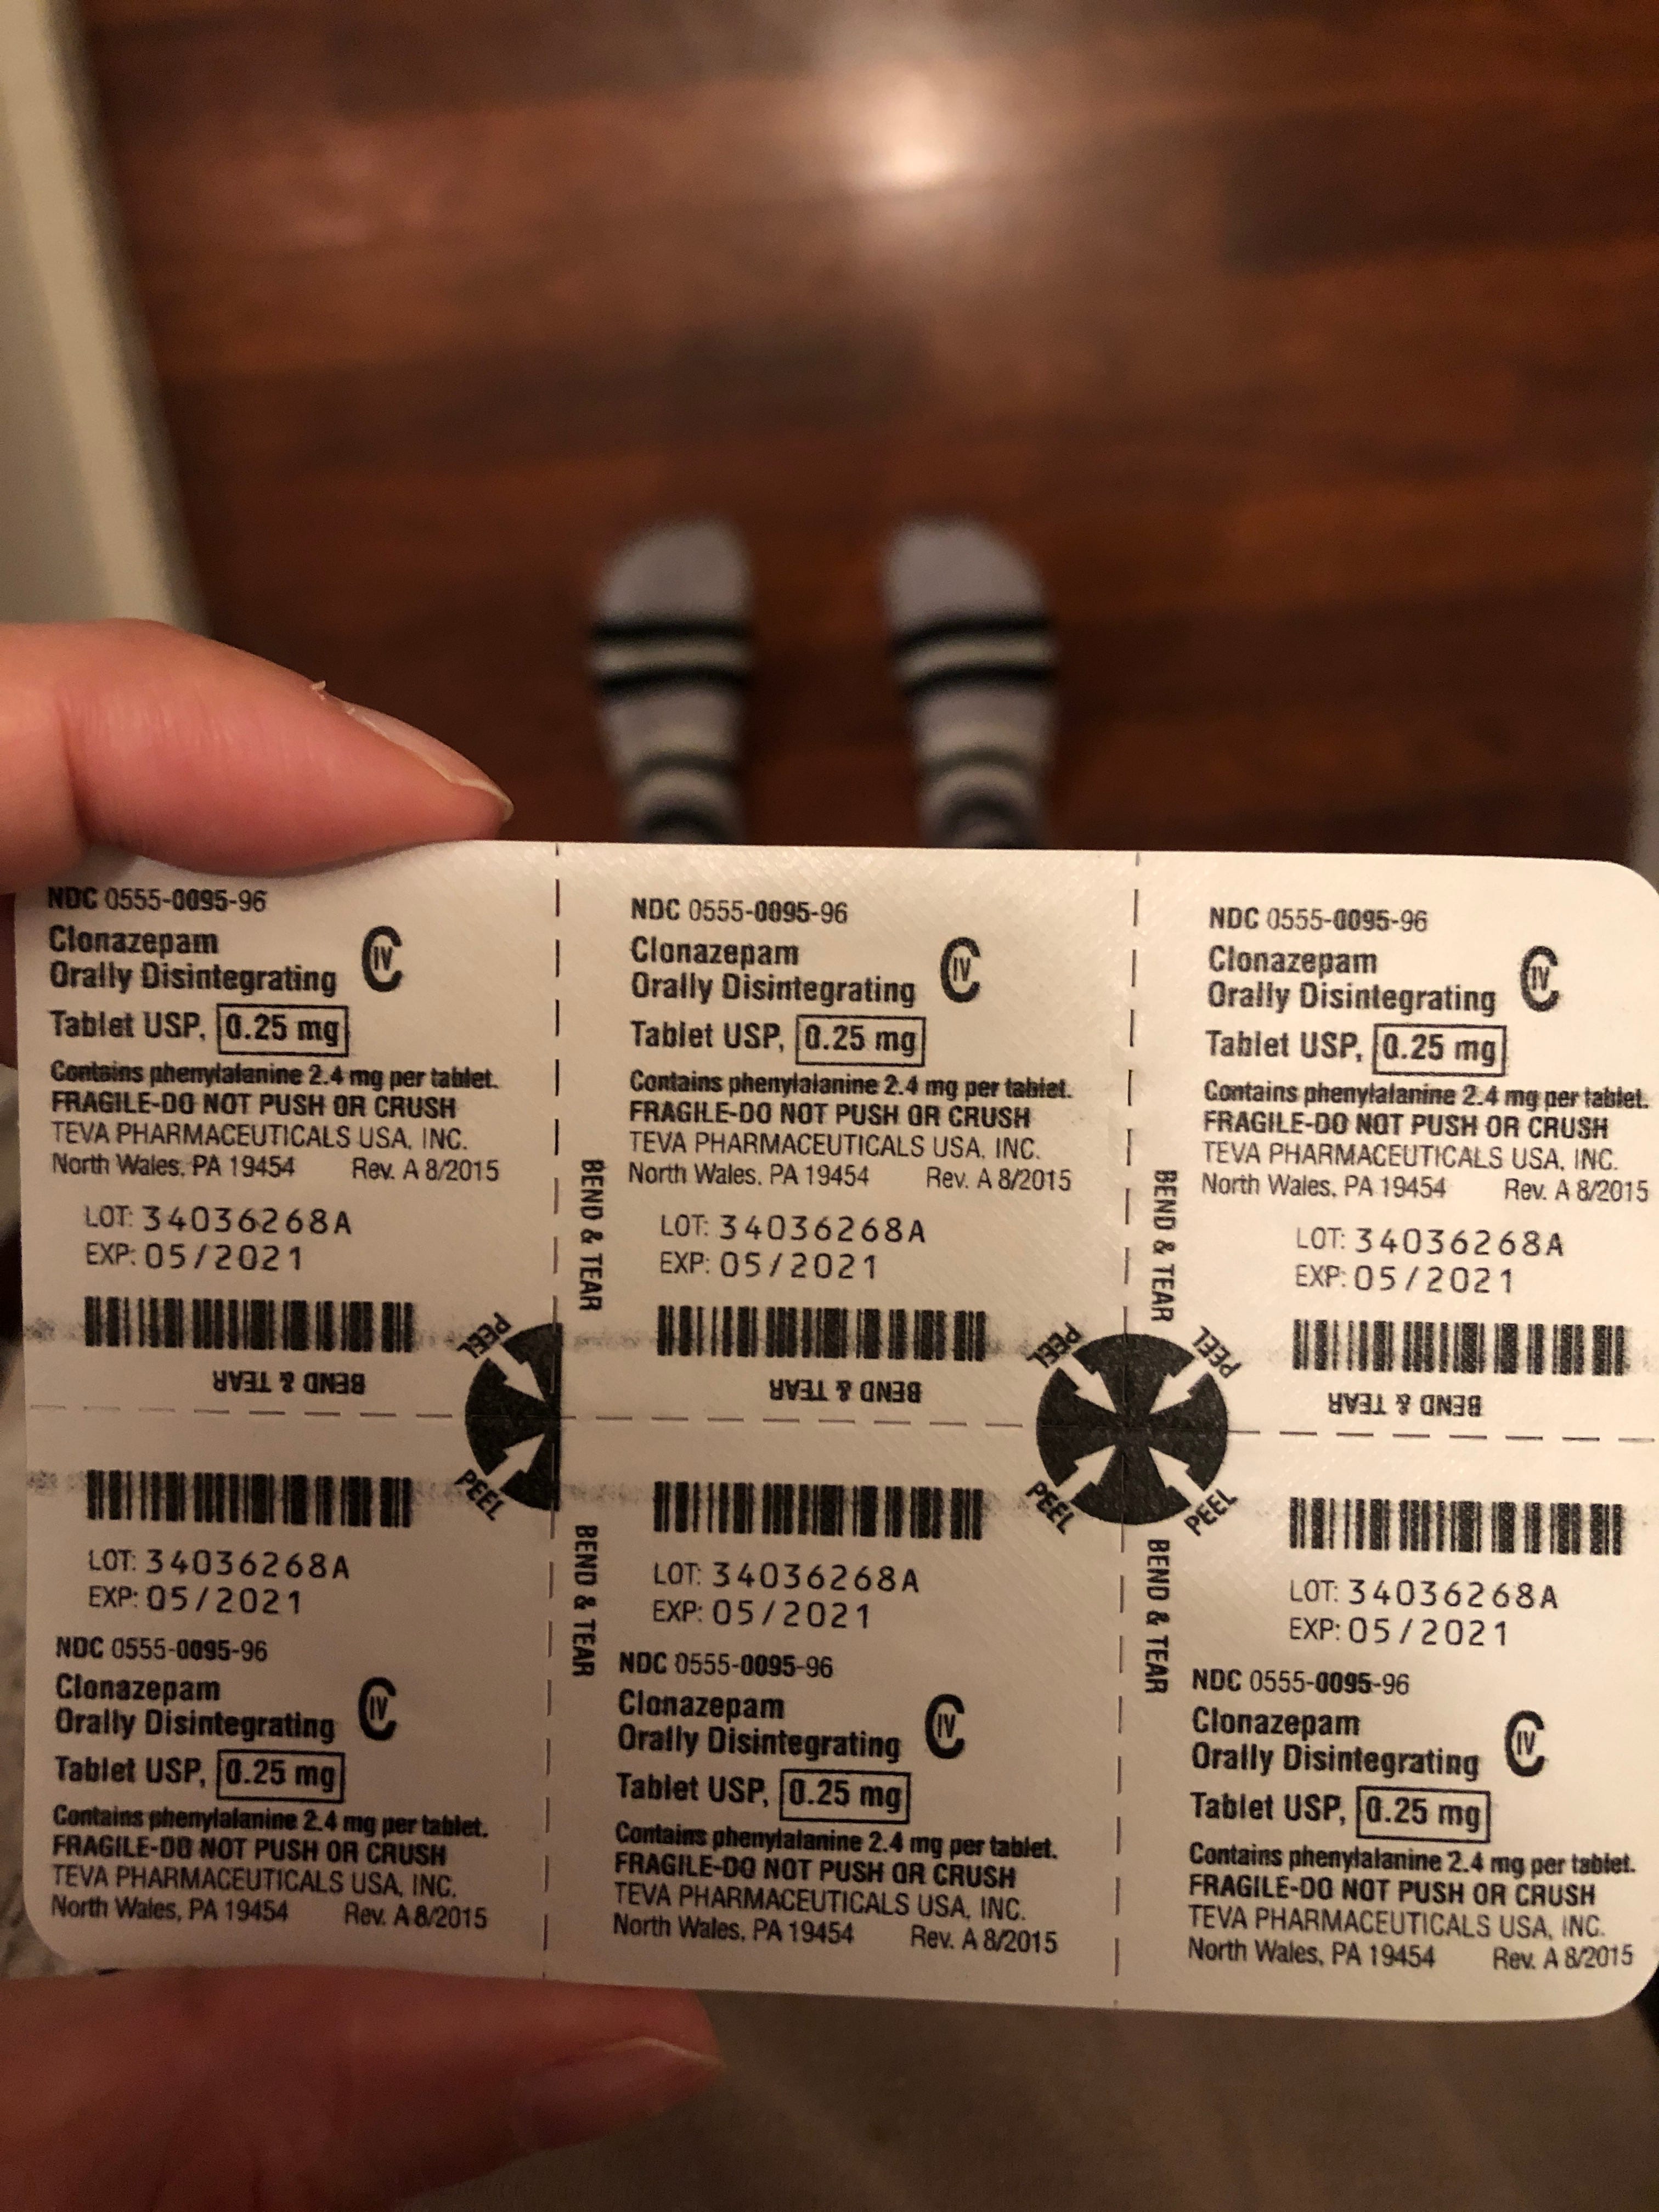 NDC 0555-0095-96
Clonazepam
Orally Disintegrating
CIV
Tablet USP, 0.25 mg
Contains phenylalanine 2.4 mg per tablet.
FRAGILE-DO NOT PUSH OR CRUSH
TEVA PHARMACEUTICALS USA, INC.
North Wales, PA 19454 Rev. A 8/2015
LOT: 34036268A
EXP: 05/2021
BEND & TEAR
PEEL
BEND & TEAR
NDC 0555-0095-96
Clonazepam
Orally Disintegrating
CIV
Tablet USP, 0.25 mg
Contains phenylalanine 2.4 mg per tablet.
FRAGILE-DO NOT PUSH OR CRUSH
TEVA PHARMACEUTICALS USA, INC.
North Wales, PA 19454 Rev. A 8/2015
LOT: 34036268A
EXP: 05/2021
BEND & TEAR
PEEL
BEND & TEAR
NDC 0555-0095-96
Clonazepam
Orally Disintegrating
CIV
Tablet USP, 0.25 mg
Contains phenylalanine 2.4 mg per tablet.
FRAGILE-DO NOT PUSH OR CRUSH
TEVA PHARMACEUTICALS USA, INC.
North Wales, PA 19454 Rev. A 8/2015
LOT: 34036268A
EXP: 05/2021
PEEL
BEND & TEAR
PEEL
LOT: 34036268A
EXP: 05/2021
NDC 0555-0095-96
Clonazepam
Orally Disintegrating
CIV
Tablet USP, 0.25 mg
Contains phenylalanine 2.4 mg per tablet.
FRAGILE-DO NOT PUSH OR CRUSH
TEVA PHARMACEUTICALS USA, INC.
North Wales, PA 19454 Rev. A 8/2015
BEND & TEAR
PEEL
LOT: 34036268A
EXP: 05/2021
NDC 0555-0095-96
Clonazepam
Orally Disintegrating
CIV
Tablet USP, 0.25 mg
Contains phenylalanine 2.4 mg per tablet.
FRAGILE-DO NOT PUSH OR CRUSH
TEVA PHARMACEUTICALS USA, INC.
North Wales, PA 19454 Rev. A 8/2015
BEND & TEAR
PEEL
LOT: 34036268A
EXP: 05/2021
NDC 0555-0095-96
Clonazepam
Orally Disintegrating
CIV
Tablet USP, 0.25 mg
Contains phenylalanine 2.4 mg per tablet.
FRAGILE-DO NOT PUSH OR CRUSH
TEVA PHARMACEUTICALS USA, INC.
North Wales, PA 19454 Rev. A 8/2015